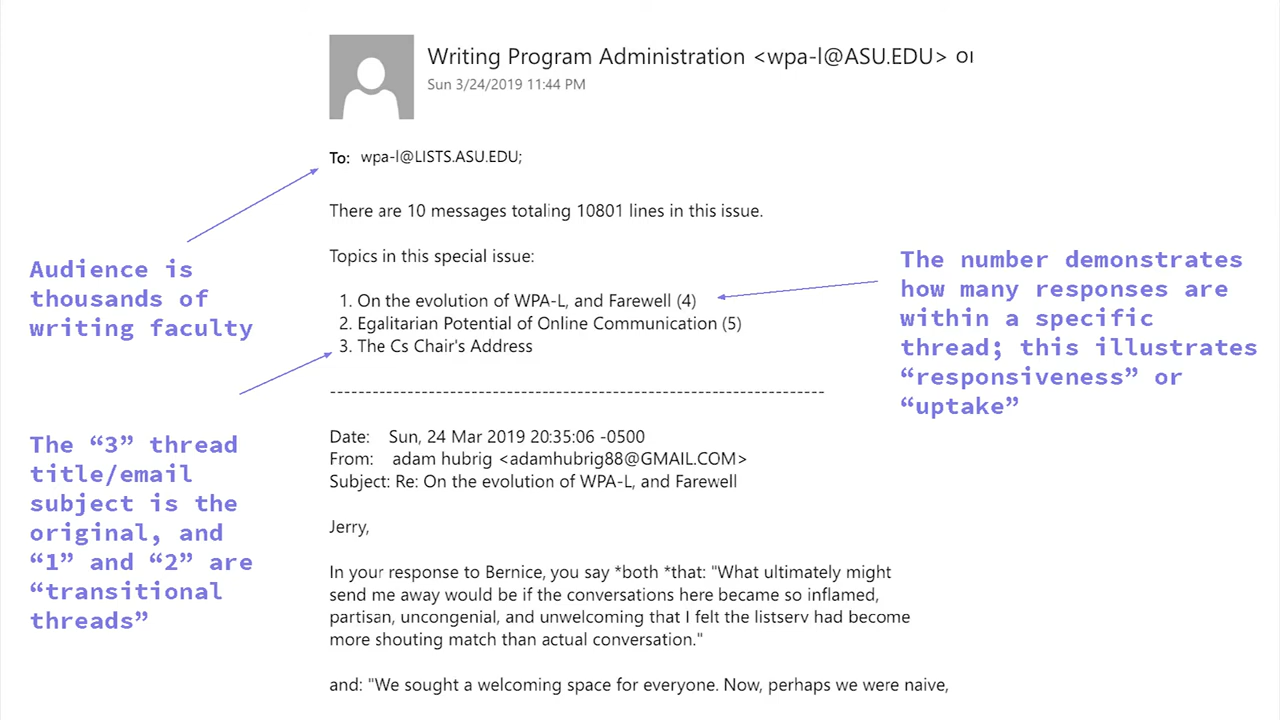 Writing Program Administration <wpa-l@ASU.EDU> OI
Sun 3/24/2019 11:44 PM
To: wpa-l@LISTS.ASU.EDU;
There are 10 messages totaling 10801 lines in this issue.
Topics in this special issue:
1. On the evolution of WPA-L, and Farewell (4)
2. Egalitarian Potential of Online Communication (5)
3. The Cs Chair's Address
--------------------------------------------------------------------------
Date: Sun, 24 Mar 2019 20:35:06 -0500
From: adam hubrig <adamhubrig88@GMAIL.COM>
Subject: Re: On the evolution of WPA-L, and Farewell
Jerry,
In your response to Bernice, you say *both *that: "What ultimately might
send me away would be if the conversations here became so inflamed,
partisan, uncongenial, and unwelcoming that I felt the listserv had become
more shouting match than actual conversation."
and: "We sought a welcoming space for everyone. Now, perhaps we were naive,
Audience is
thousands of
writing faculty
The “3” thread
title/email
subject is the
original, and
“1” and “2” are
“transitional
threads”
The number demonstrates
how many responses are
within a specific
thread; this illustrates
“responsiveness” or
“uptake”